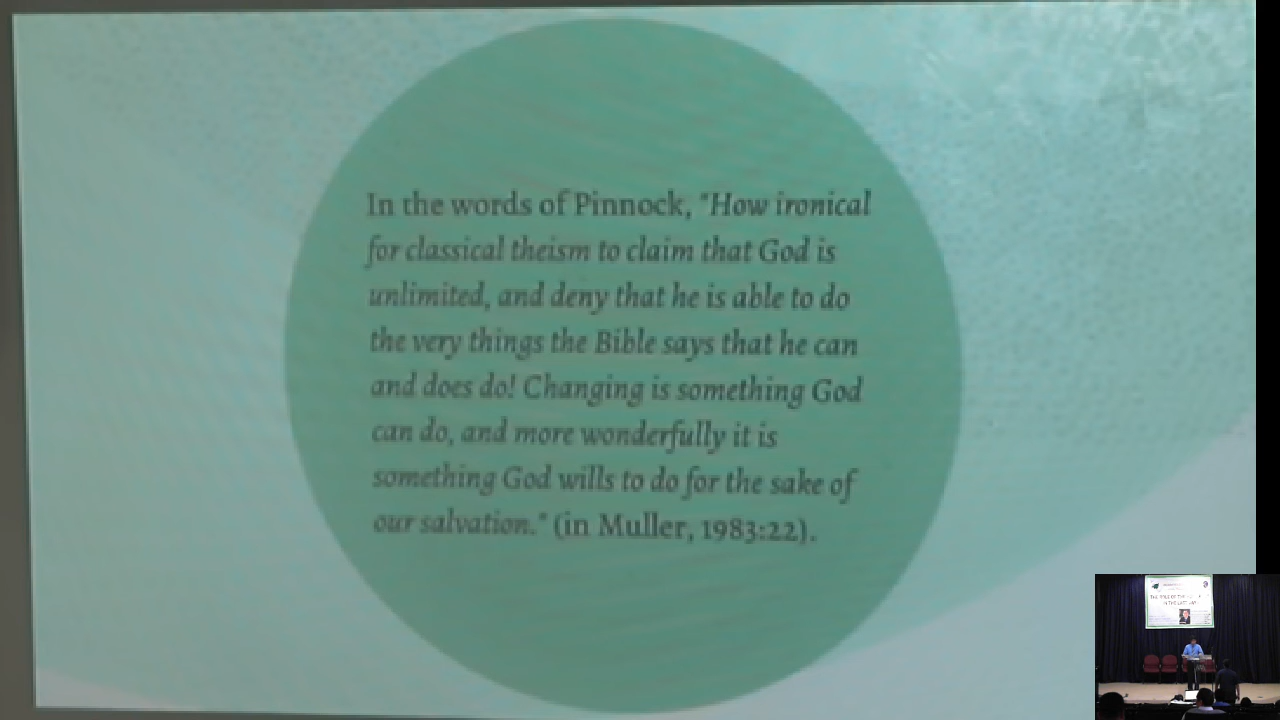 In the words of Pinnock, "How ironical
for classical theism to claim that God is
unlimited, and deny that he is able to do
the very things the Bible says that he can
and does do! Changing is something God
can do, and more wonderfully it is
something God wills to do for the sake of
our salvation." (in Muller, 1983:22).